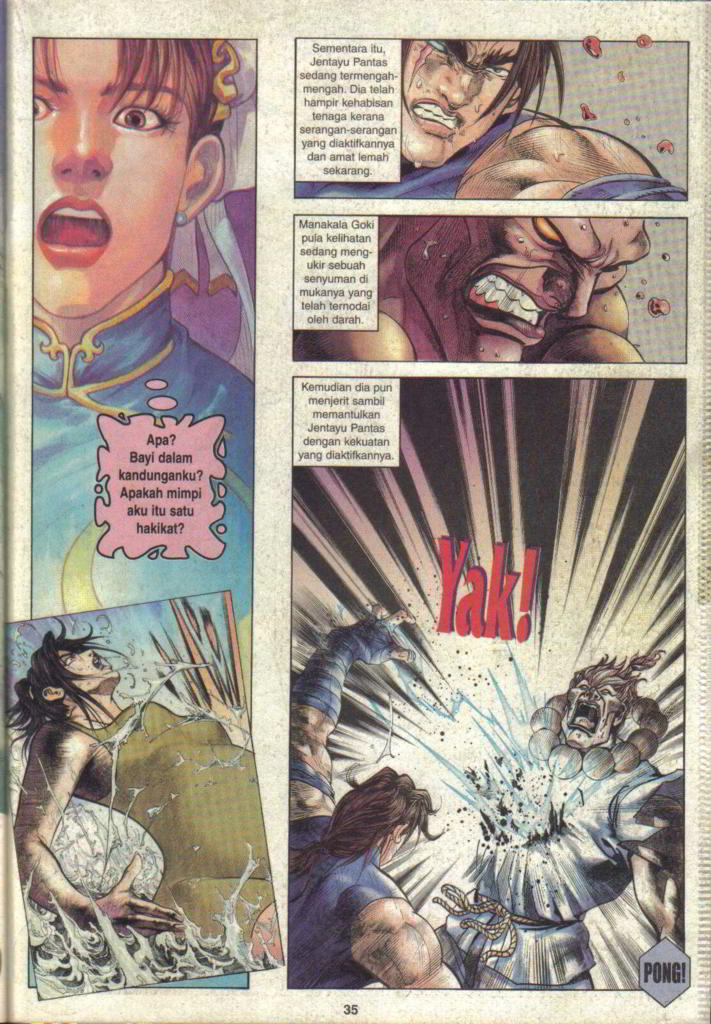 Apa?
Bayi dalam
kandunganku?
Apakah mimpi
aku itu satu
hakikat?
Sementara itu,
Jentayu Pantas
sedang termengah-
mengah. Dia telah
hampir kehabisan
tenaga kerana
serangan-serangan
yang diaktifkannya
dan amat lemah
sekarang.
Manakala Goki
pula kelihatan
sedang meng-
ukir sebuah
senyuman di
mukanya yang
telah ternodai
oleh darah.
Kemudian dia pun
menjerit sambil
memantulkan
Jentayu Pantas
dengan kekuatan
yang diaktifkannya.
Yak!
PONG!
35